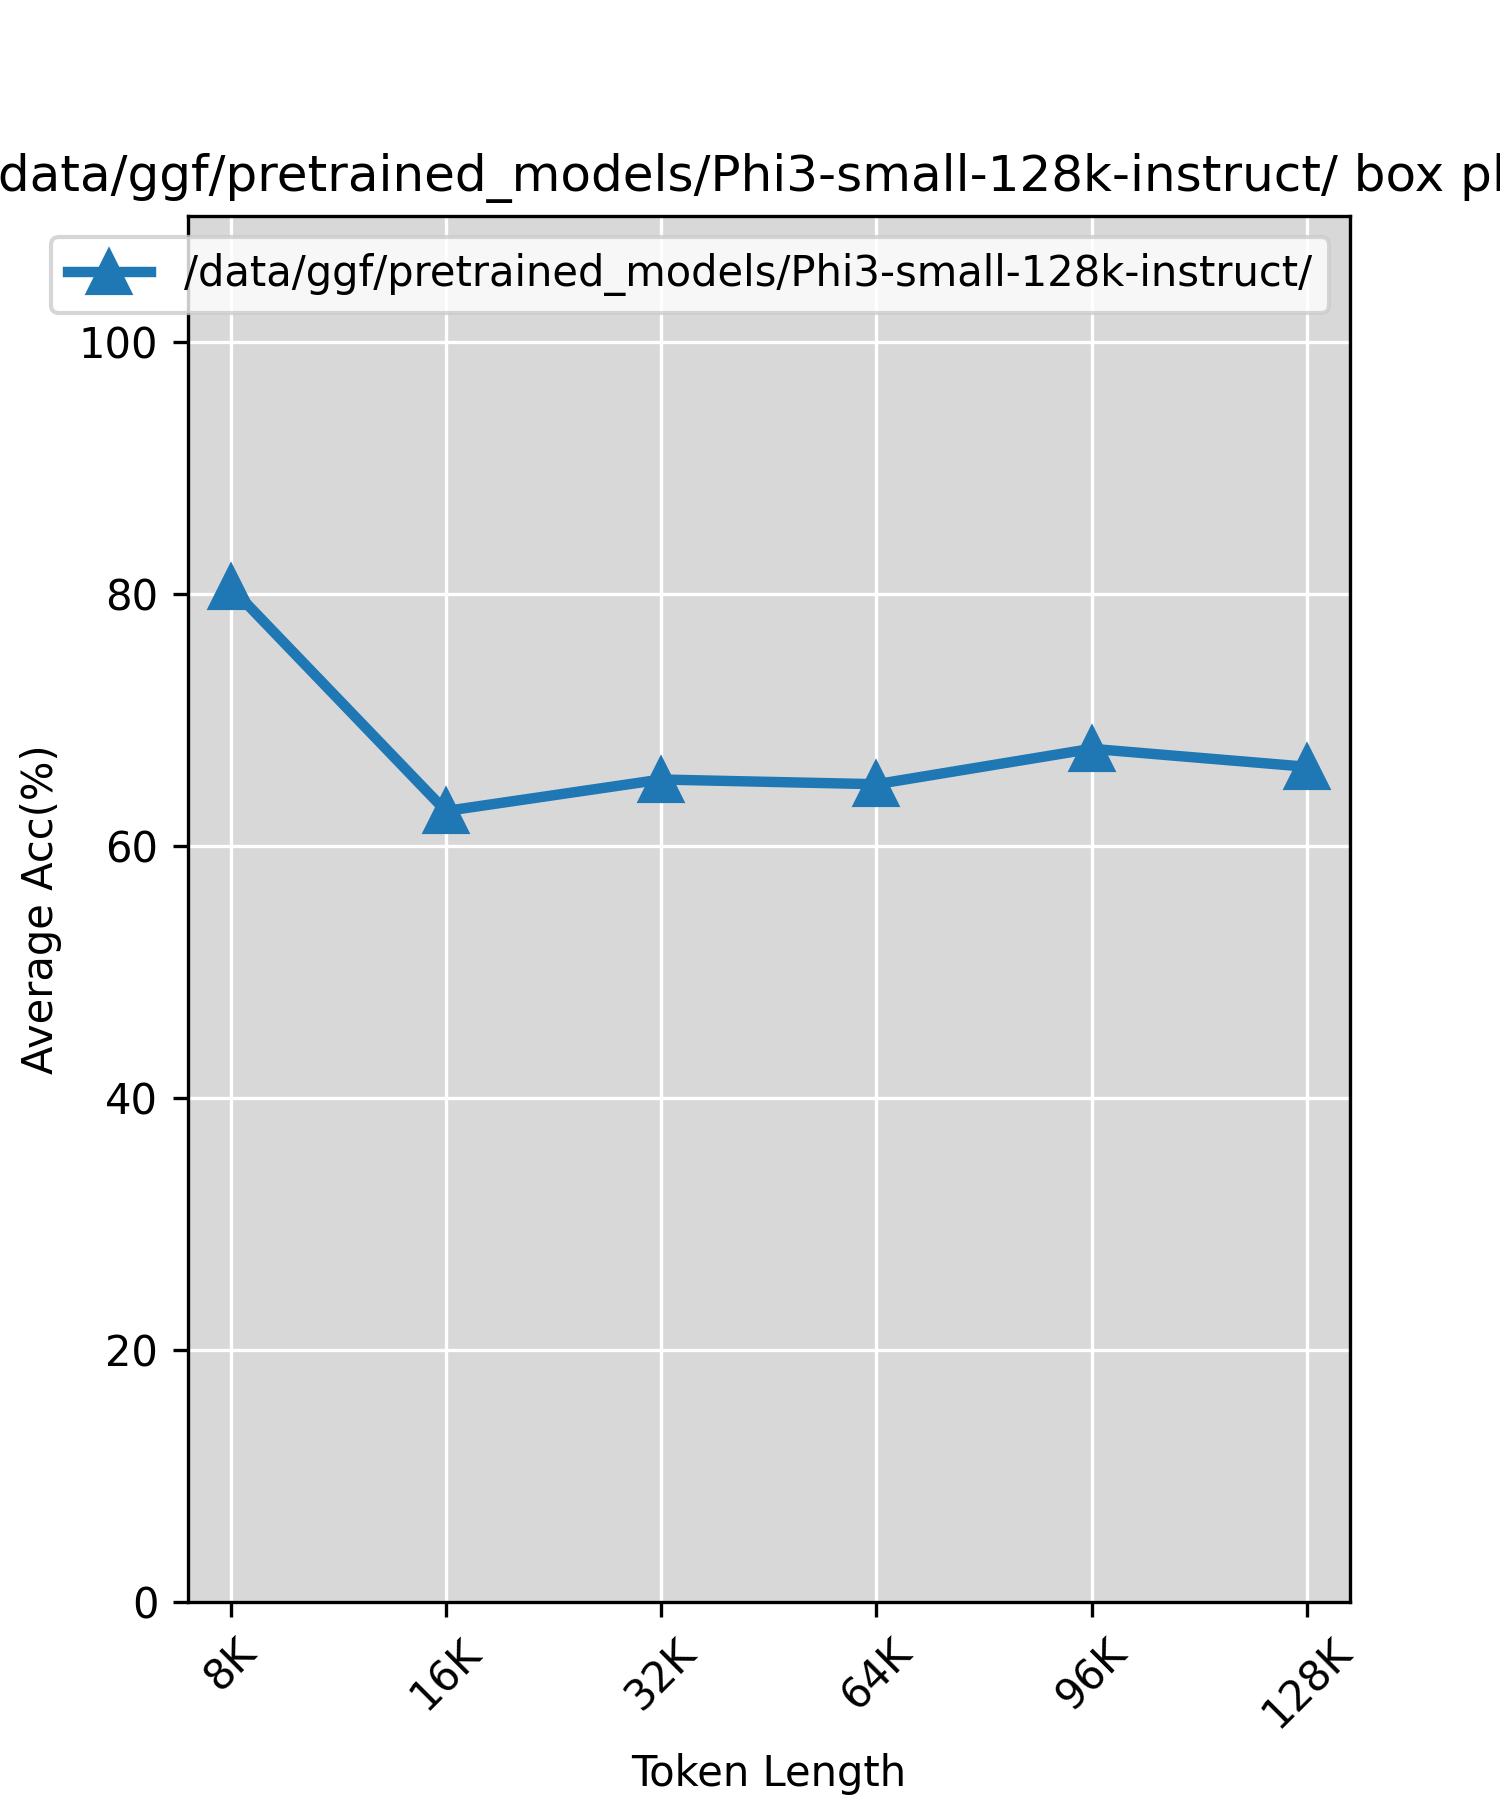 data/ggf/pretrained_models/Phi3-small-128k-instruct/ box pl
/data/ggf/pretrained_models/Phi3-small-128k-instruct/
100
80
60
40
20
0
Average Acc(%)
8K
16K
32K
64K
96K
128K
Token Length